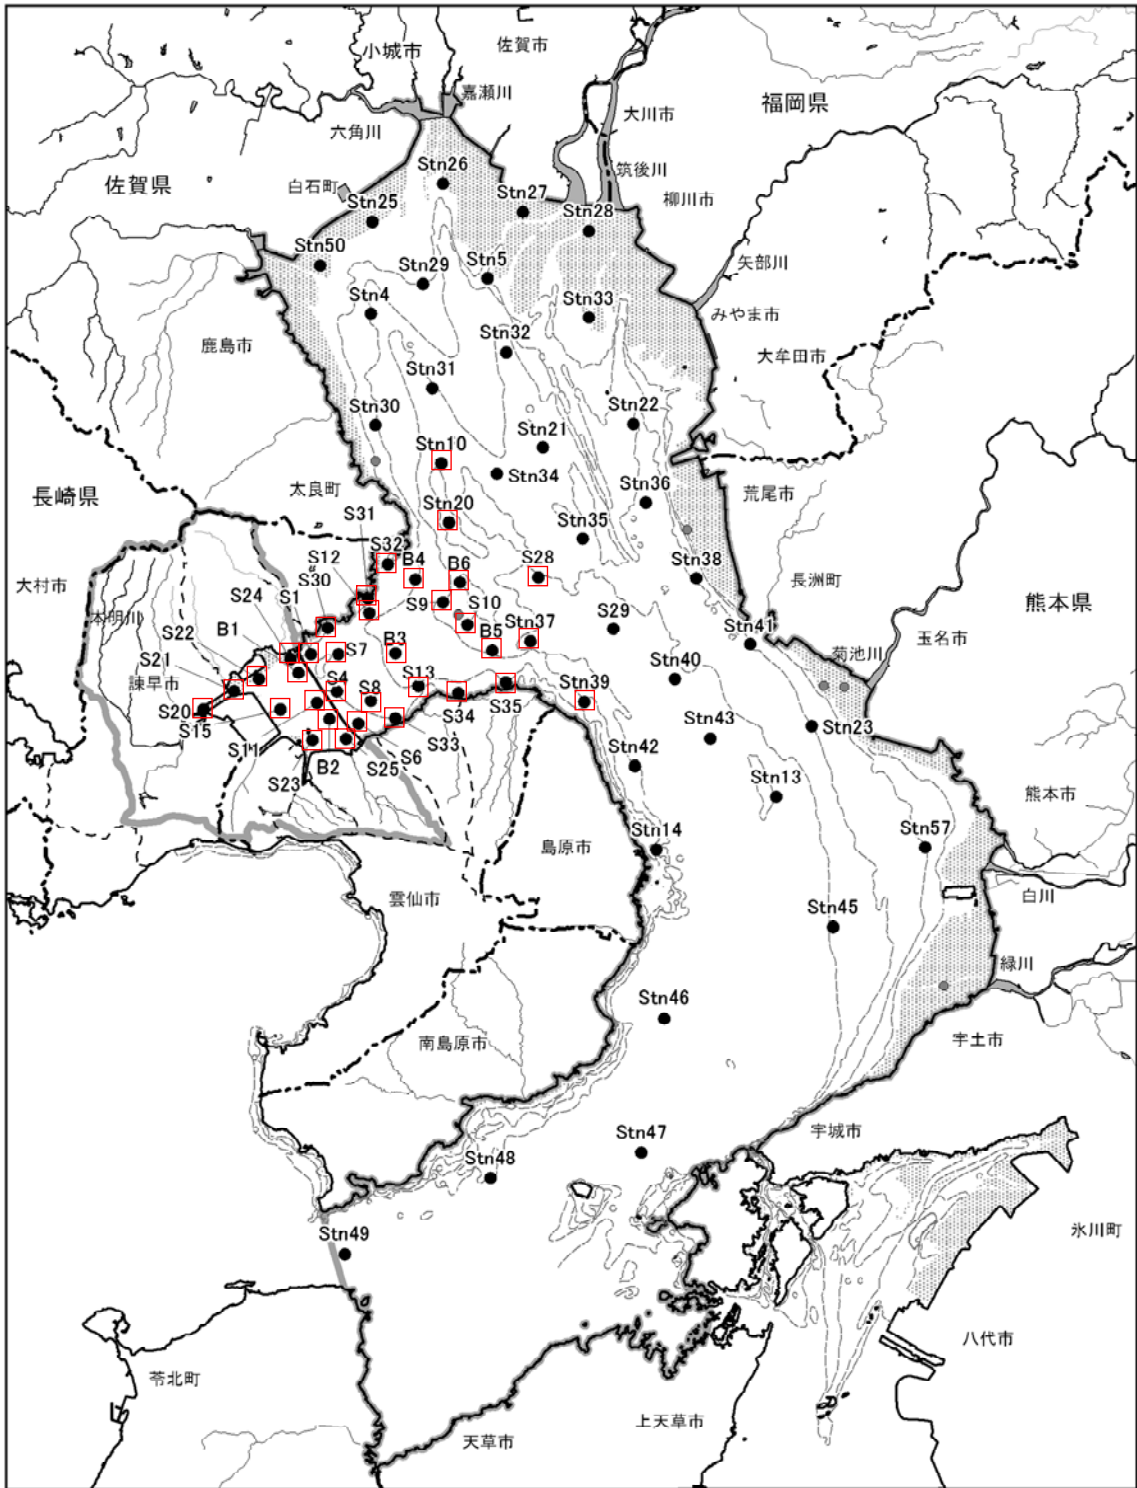 小城市
佐賀市
嘉瀬川
福岡県
大川市
六角川
筑後川
佐賀県
白石町
柳川市
Stn26
Stn27
Stn25
Stn28
Stn50
矢部川
Stn29
Stn5
Stn4
Stn33
みやま市
鹿島市
Stn32
大牟田市
Stn31
Stn30
Stn22
Stn10
Stn21
Stn34
長崎県
太良町
荒尾市
Stn36
Stn20
Stn35
S31
S32
S12
B4
B6
S28
Stn38
長洲町
大村市
S30
S24
S1
S9
S10
熊本県
本明川
S22
B1
B3
B5
Stn37
S29
Stn41
玉名市
菊池川
S21
諫早市
S7
S4
S8
S13
Stn40
S20
S15
S34
S35
Stn39
Stn43
Stn23
S11
S33
S6
S25
B2
S23
Stn42
Stn13
熊本市
Stn14
Stn57
島原市
雲仙市
白川
Stn45
緑川
Stn46
南島原市
宇土市
Stn47
宇城市
Stn48
Stn49
氷川町
八代市
苓北町
上天草市
天草市